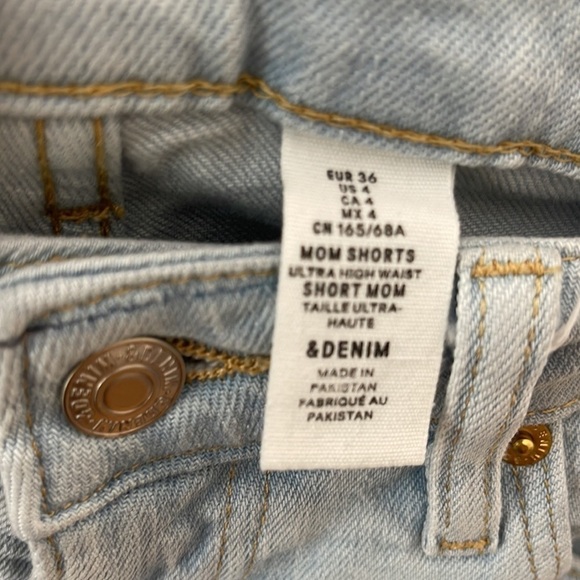 EUR 36
US 4
CA 4
MX 4
CN 165/68A
MOM SHORTS
ULTRA HIGH WAIST
SHORT MOM
TAILLE ULTRA-
HAUTE
&DENIM
MADE IN
PAKISTAN
FABRIQUÉ AU
PAKISTAN